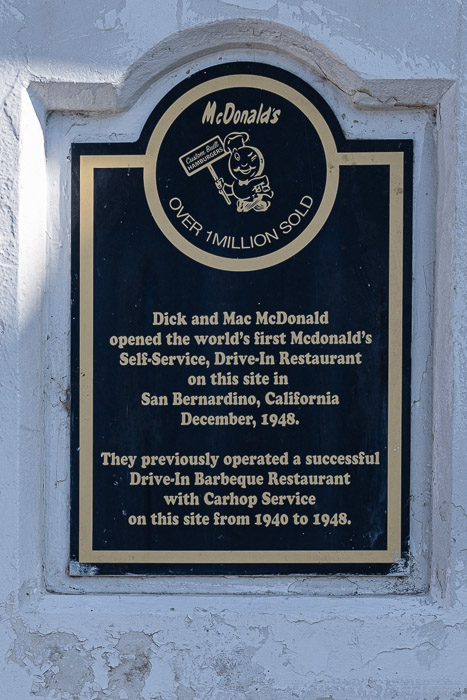 McDonald's
Custom Built
HAMBURGERS
OVER 1 MILLION SOLD
Dick and Mac McDonald
opened the world's first Mcdonald's
Self-Service, Drive-In Restaurant
on this site in
San Bernardino, California
December, 1948.
They previously operated a successful
Drive-In Barbeque Restaurant
with Carhop Service
on this site from 1940 to 1948.